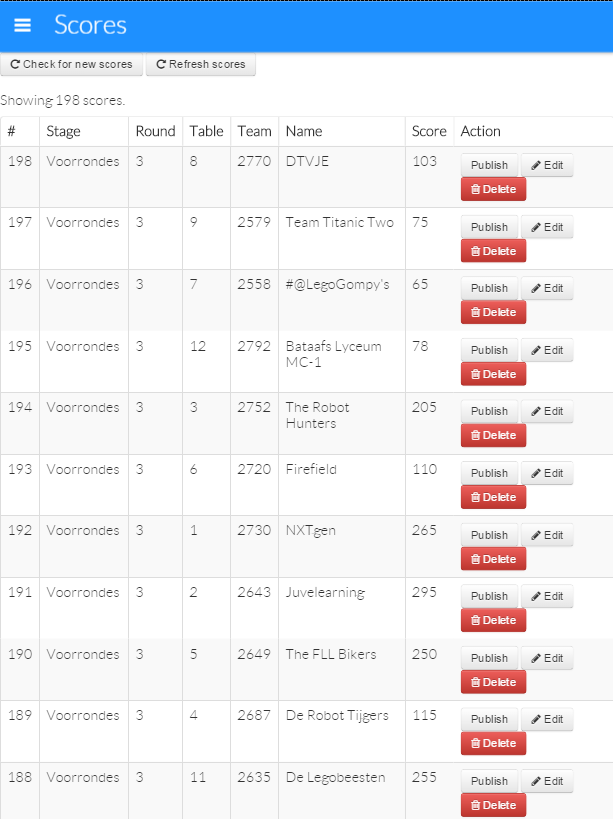 Scores
Check for new scores Refresh scores
Showing 198 scores.
# Stage Round Table Team Name Score Action
198 Voorrondes 3 8 2770 DTVJE 103 Publish Edit
Delete
197 Voorrondes 3 9 2579 Team Titanic Two 75 Publish Edit
Delete
196 Voorrondes 3 7 2558 #@LegoGompy's 65 Publish Edit
Delete
195 Voorrondes 3 12 2792 Bataafs Lyceum 78 Publish Edit
MC-1 Delete
194 Voorrondes 3 3 2752 The Robot 205 Publish Edit
Hunters Delete
193 Voorrondes 3 6 2720 Firefield 110 Publish Edit
Delete
192 Voorrondes 3 1 2730 NXTgen 265 Publish Edit
Delete
191 Voorrondes 3 2 2643 Juvelearning 295 Publish Edit
Delete
190 Voorrondes 3 5 2649 The FLL Bikers 250 Publish Edit
Delete
189 Voorrondes 3 4 2687 De Robot Tijgers 115 Publish Edit
Delete
188 Voorrondes 3 11 2635 De Legobeesten 255 Publish Edit
Delete